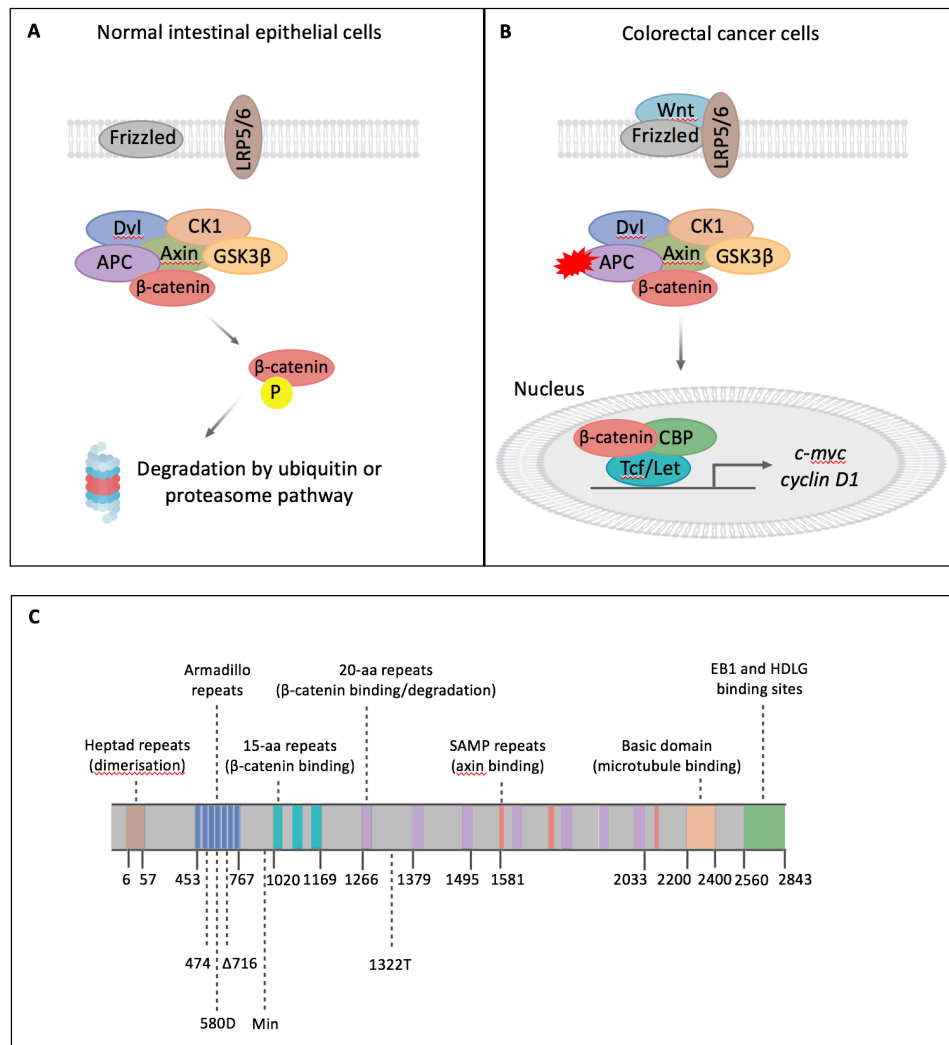 A Normal intestinal epithelial cells
Frizzled
LRP5/6
Dvl
CK1
APC
Axin
GSK3β
β-catenin
β-catenin
P
Degradation by ubiquitin or
proteasome pathway
B Colorectal cancer cells
Wnt
Frizzled
LRP5/6
Dvl
CK1
APC
Axin
GSK3β
β-catenin
Nucleus
β-catenin
CBP
Tcf/Let
c-mvc
cyclin D1
C
Armadillo
repeats
20-aa repeats
(β-catenin binding/degradation)
EB1 and HDLG
binding sites
Heptad repeats
(dimerisation)
15-aa repeats
(β-catenin binding)
SAMP repeats
(axin binding)
Basic domain
(microtubule binding)
6 57 453 767 1020 1169 1266 1379 1495 1581 2033 2200 2400 2560 2843
474 Δ716 1322T
580D Min